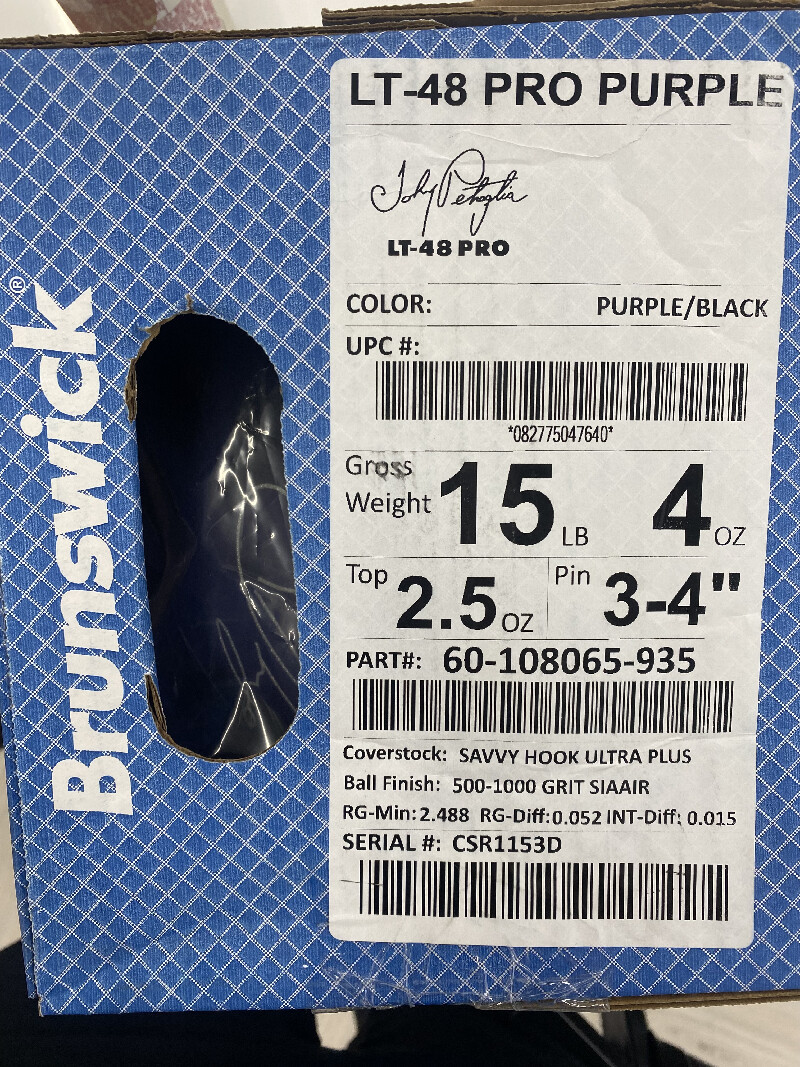 Brunswick®
LT-48 PRO PURPLE
LT-48 PRO
COLOR: PURPLE/BLACK
UPC #:
*082775047640*
Gross Weight 15 LB 4 OZ
Top 2.5 OZ Pin 3-4"
PART#: 60-108065-935
Coverstock: SAVVY HOOK ULTRA PLUS
Ball Finish: 500-1000 GRIT SIAAIR
RG-Min: 2.488 RG-Diff: 0.052 INT-Diff: 0.015
SERIAL #: CSR1153D